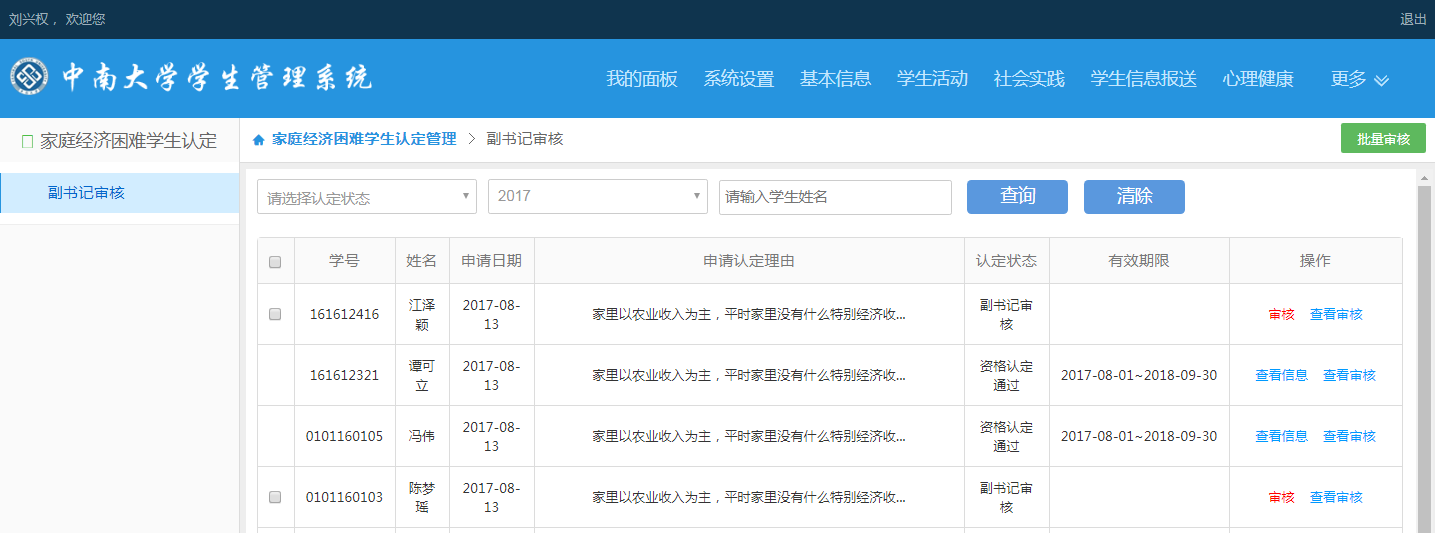 刘兴权， 欢迎您
退出
中南大学学生管理系统
我的面板 系统设置 基本信息 学生活动 社会实践 学生信息报送 心理健康 更多
家庭经济困难学生认定
家庭经济困难学生认定管理 > 副书记审核
批量审核
副书记审核
请选择认定状态 2017 请输入学生姓名 查询 清除
学号 姓名 申请日期 申请认定理由 认定状态 有效期限 操作
161612416 江泽颖 2017-08-13 家里以农业收入为主，平时家里没有什么特别经济收... 副书记审核 审核 查看审核
161612321 谭可立 2017-08-13 家里以农业收入为主，平时家里没有什么特别经济收... 资格认定通过 2017-08-01~2018-09-30 查看信息 查看审核
0101160105 冯伟 2017-08-13 家里以农业收入为主，平时家里没有什么特别经济收... 资格认定通过 2017-08-01~2018-09-30 查看信息 查看审核
0101160103 陈梦瑶 2017-08-13 家里以农业收入为主，平时家里没有什么特别经济收... 副书记审核 审核 查看审核